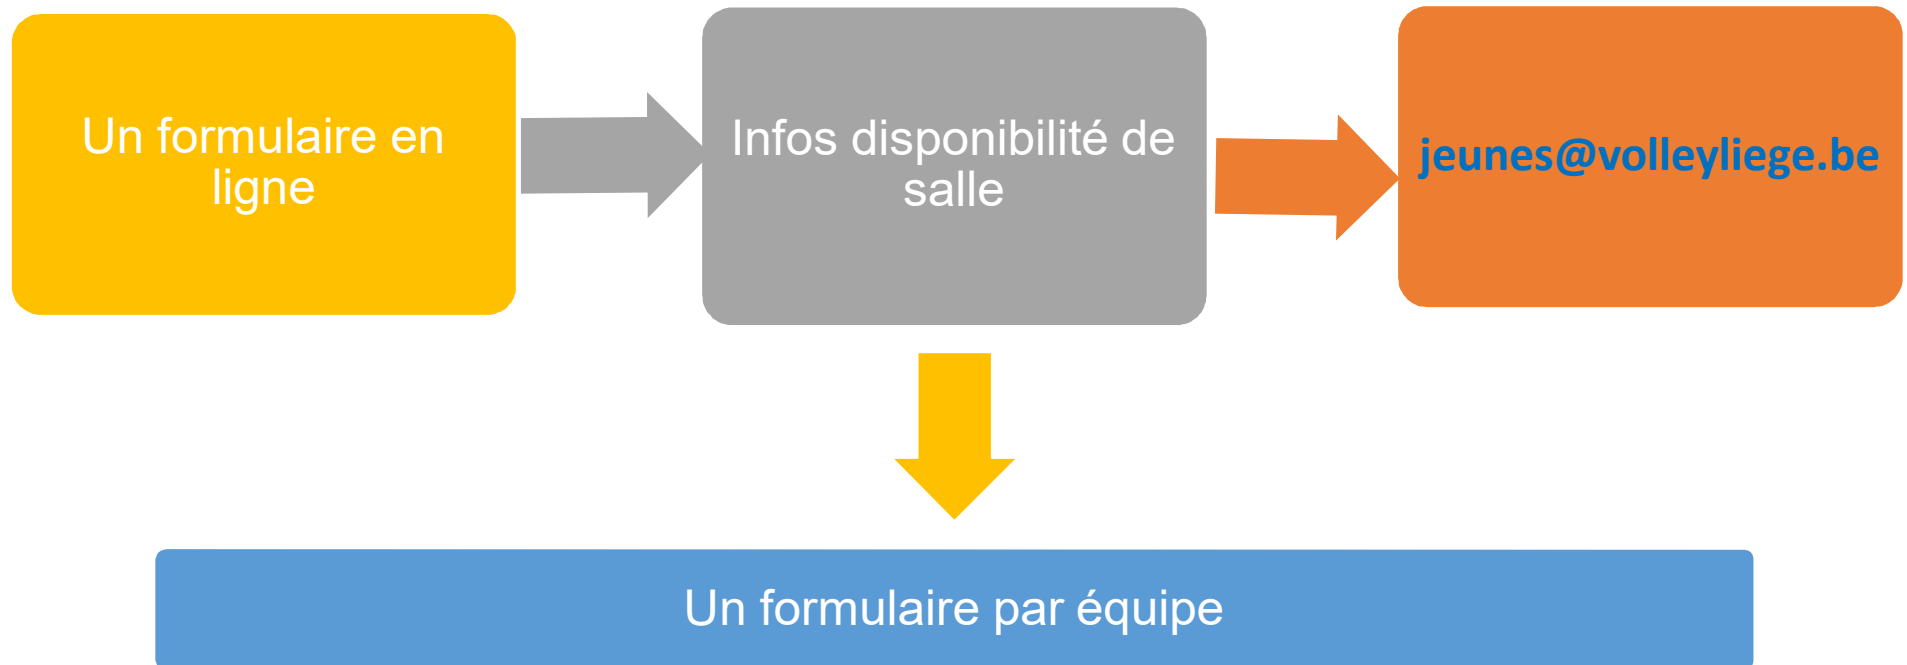 Un formulaire en
ligne
Infos disponibilité de
salle
jeunes@volleyliege.be
Un formulaire par équipe